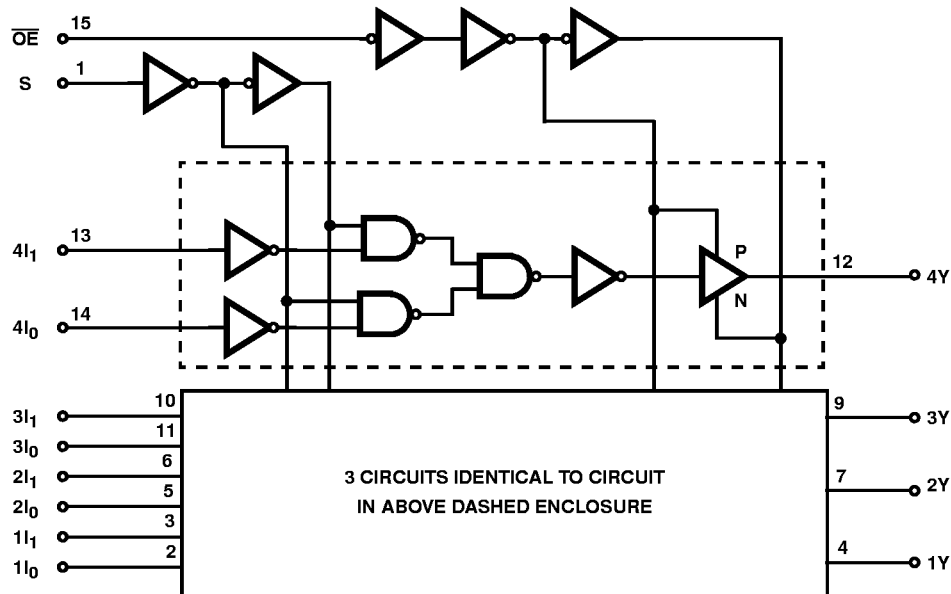 OE 15
S 1
4I1 13
P
12 4Y
N
4I0 14
3I1 10
9 3Y
3I0 11
2I1 6
3 CIRCUITS IDENTICAL TO CIRCUIT
7 2Y
2I0 5
IN ABOVE DASHED ENCLOSURE
1I1 3
1I0 2
4 1Y